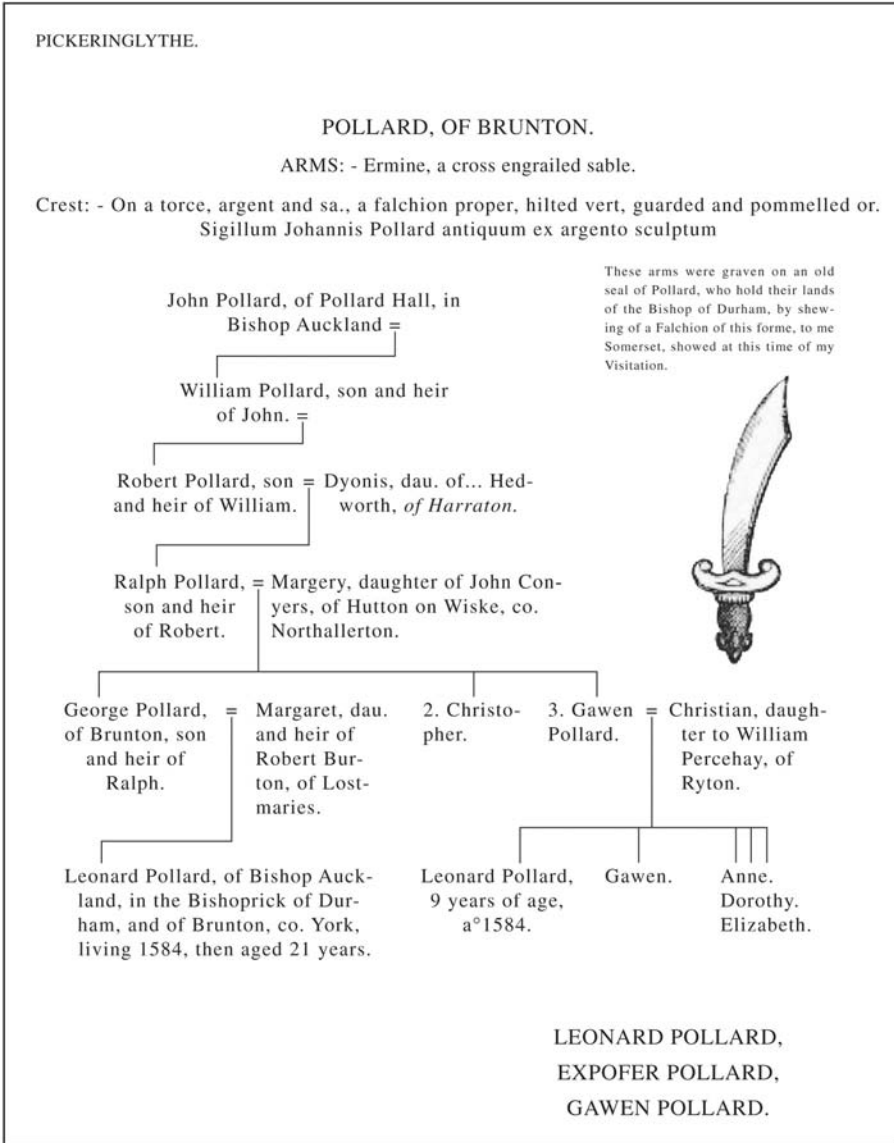 PICKERINGLYTHE.
POLLARD, OF BRUNTON.
ARMS: - Ermine, a cross engrailed sable.
Crest: - On a torce, argent and sa., a falchion proper, hilted vert, guarded and pommelled or.
Sigillum Johannis Pollard antiquum ex argento sculptum
These arms were graven on an old
seal of Pollard, who hold their lands
of the Bishop of Durham, by shew-
ing of a Falchion of this forme, to me
Somerset, showed at this time of my
Visitation.
John Pollard, of Pollard Hall, in
Bishop Auckland =
William Pollard, son and heir
of John. =
Robert Pollard, son
and heir of William.
=
Dyonis, dau. of... Hed-
worth, of Harraton.
Ralph Pollard,
son and heir
of Robert.
=
Margery, daughter of John Con-
yers, of Hutton on Wiske, co.
Northallerton.
George Pollard,
of Brunton, son
and heir of
Ralph.
=
Margaret, dau.
and heir of
Robert Bur-
ton, of Lost-
maries.
2. Christo-
pher.
3. Gawen
Pollard.
=
Christian, daugh-
ter to William
Percehay, of
Ryton.
Leonard Pollard, of Bishop Auck-
land, in the Bishoprick of Dur-
ham, and of Brunton, co. York,
living 1584, then aged 21 years.
Leonard Pollard,
9 years of age,
a°1584.
Gawen.
Anne.
Dorothy.
Elizabeth.
LEONARD POLLARD,
EXPOFER POLLARD,
GAWEN POLLARD.